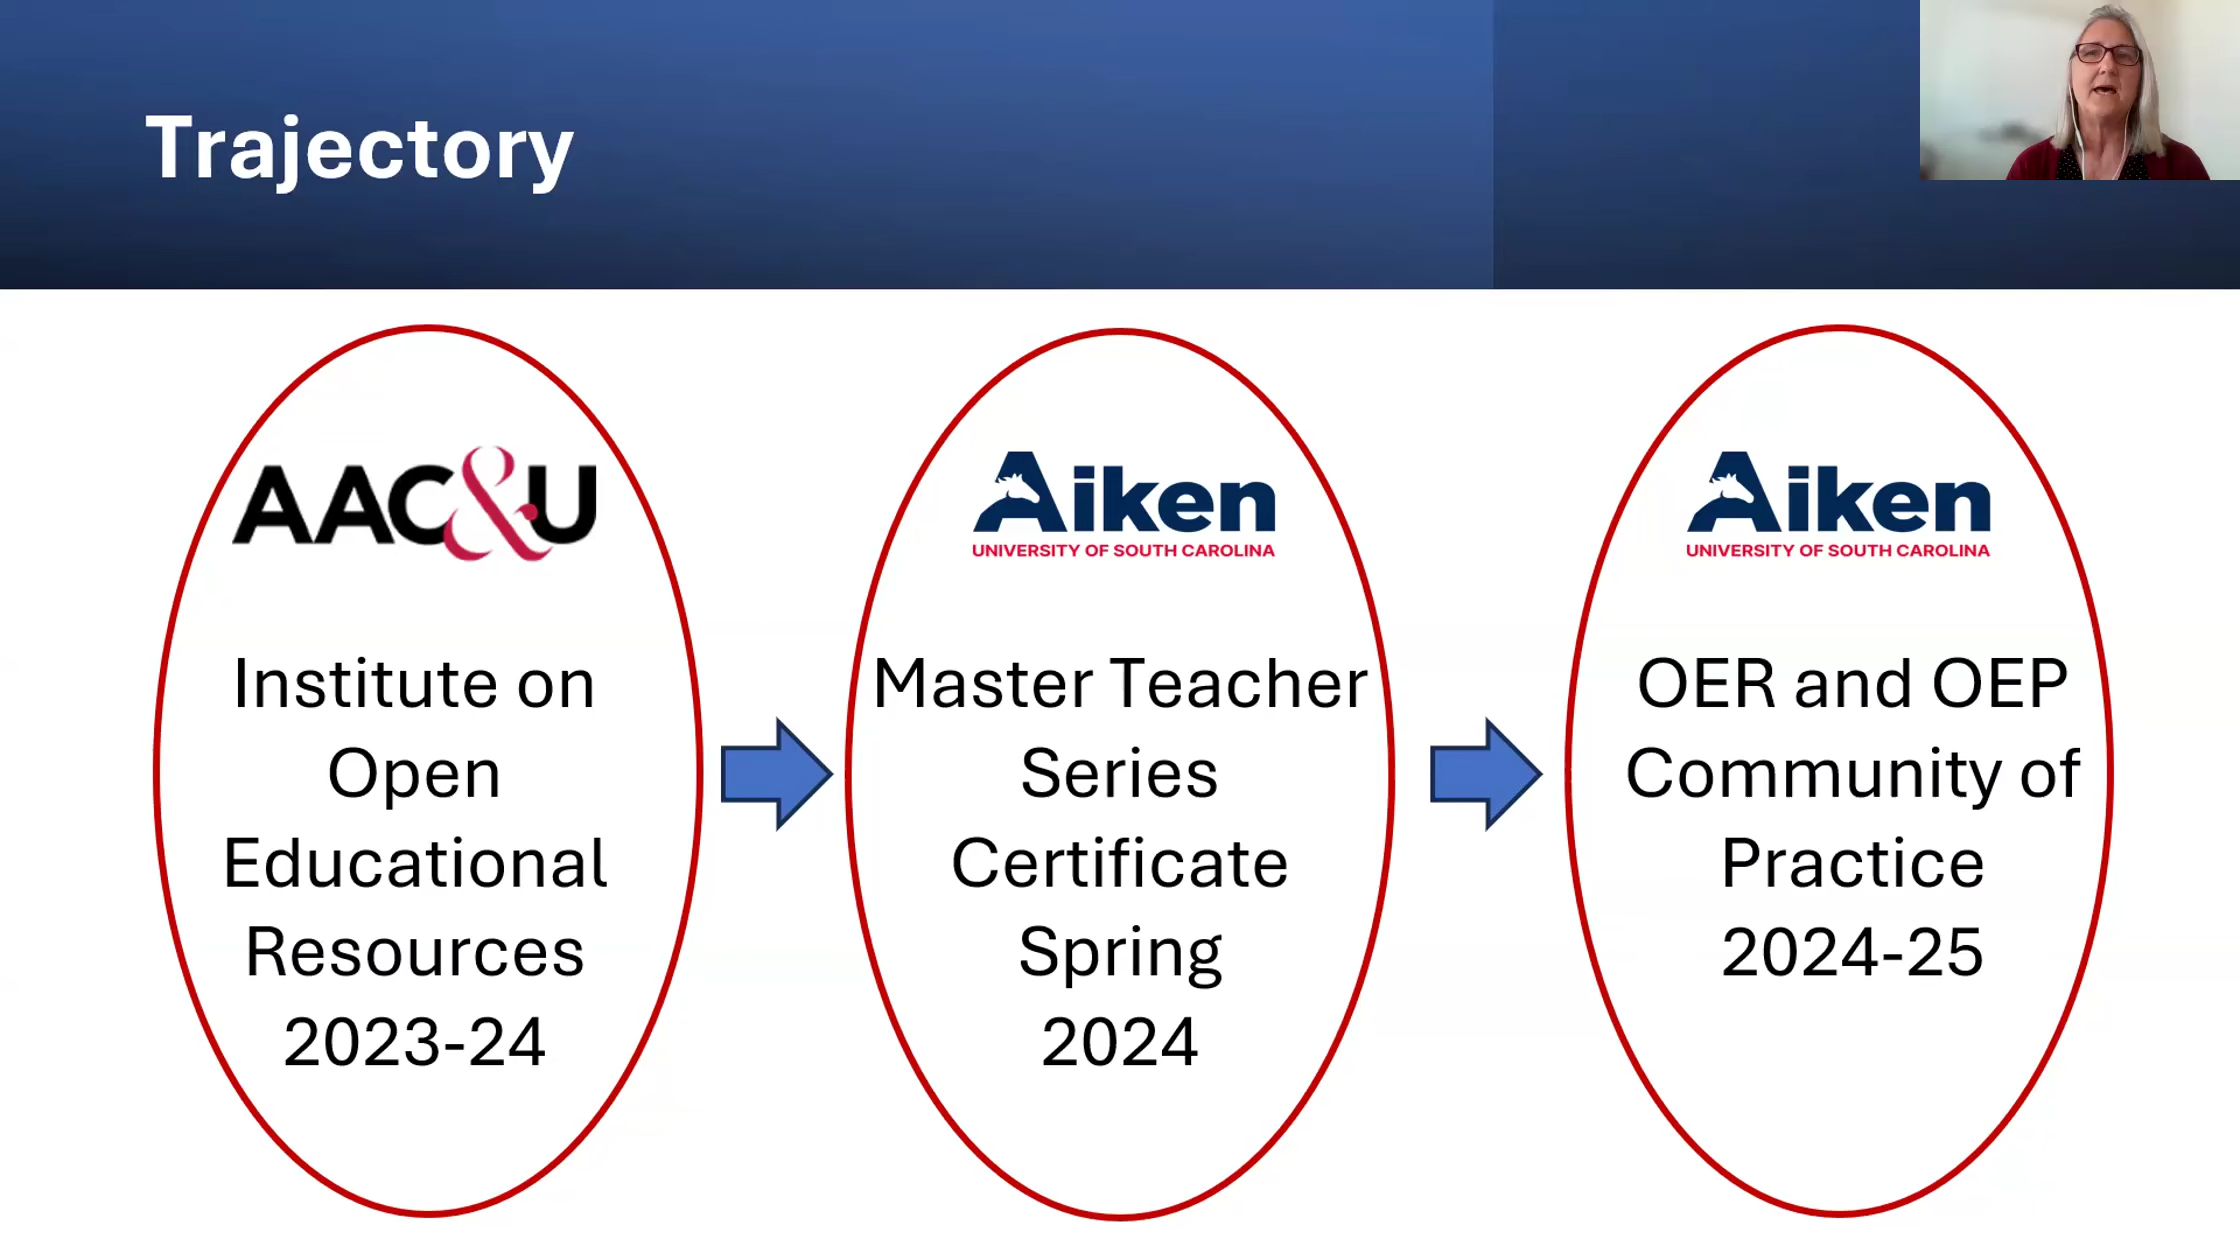 Trajectory
AAC&U
Institute on
Open
Educational
Resources
2023-24
Aiken
UNIVERSITY OF SOUTH CAROLINA
Master Teacher
Series
Certificate
Spring
2024
Aiken
UNIVERSITY OF SOUTH CAROLINA
OER and OEP
Community of
Practice
2024-25